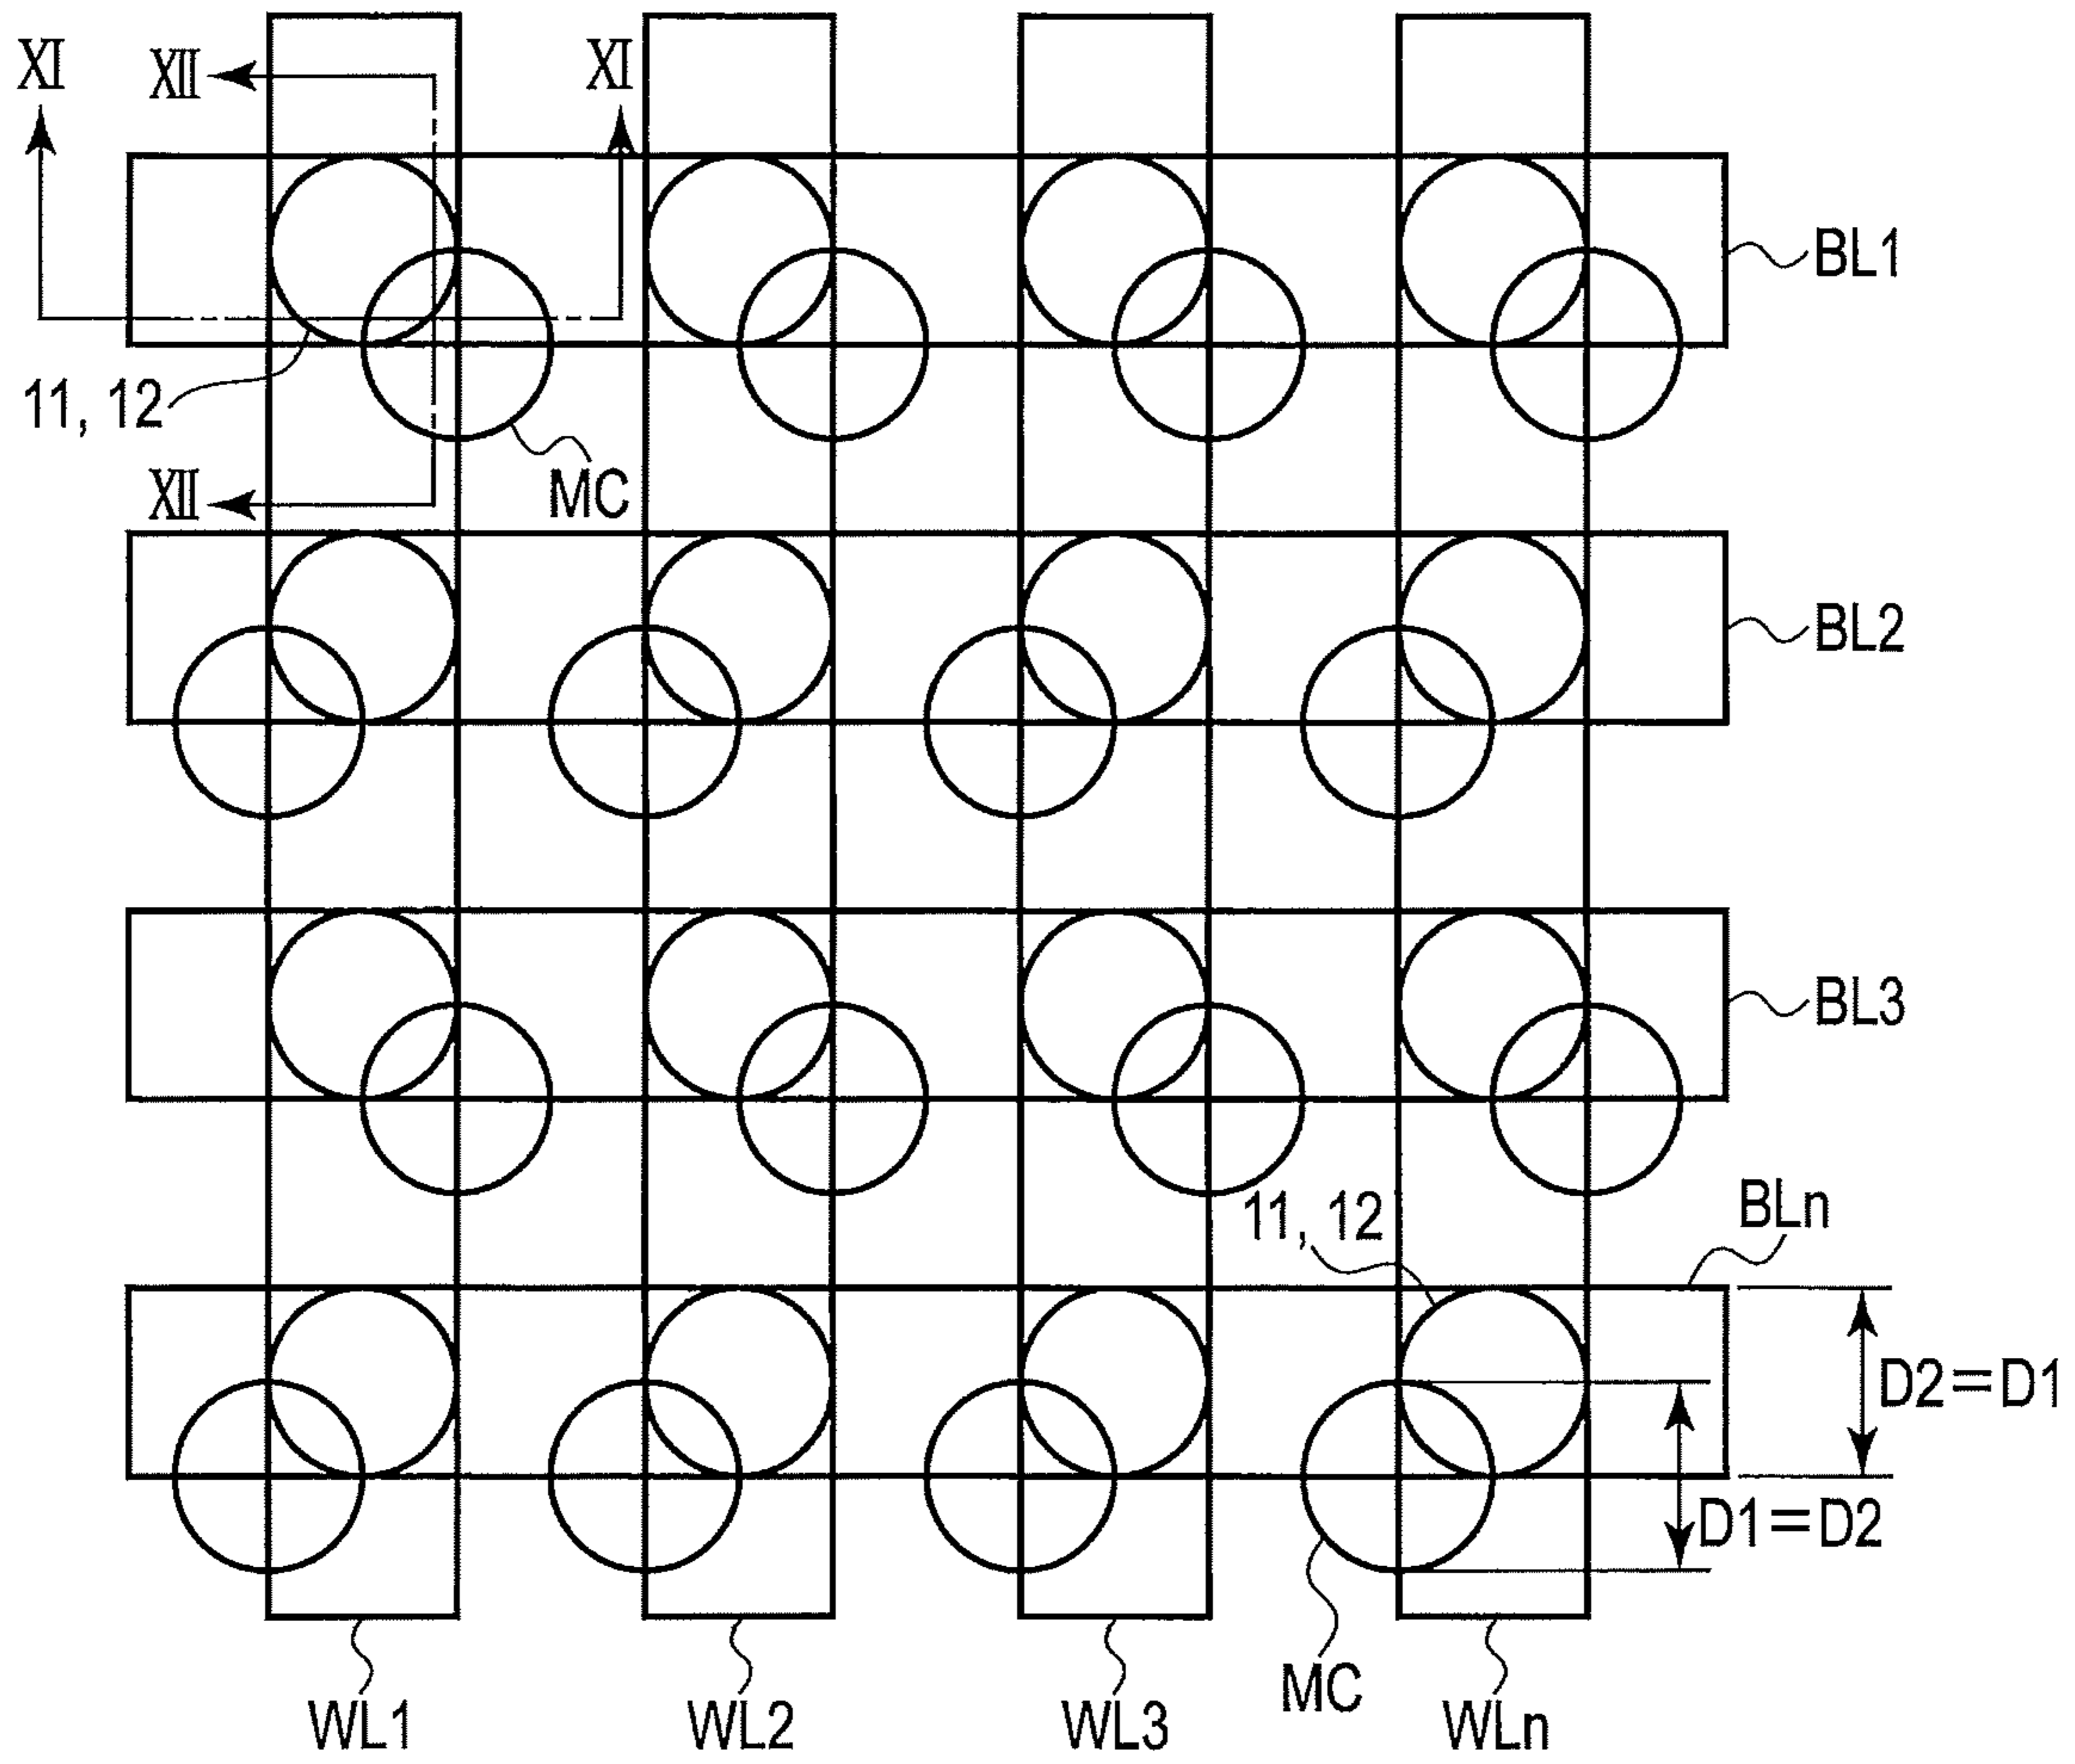 XI
XII
XI
BL1
11, 12
MC
XII
BL2
BL3
11, 12
BLn
D2=D1
D1=D2
MC
WL1
WL2
WL3
WLn